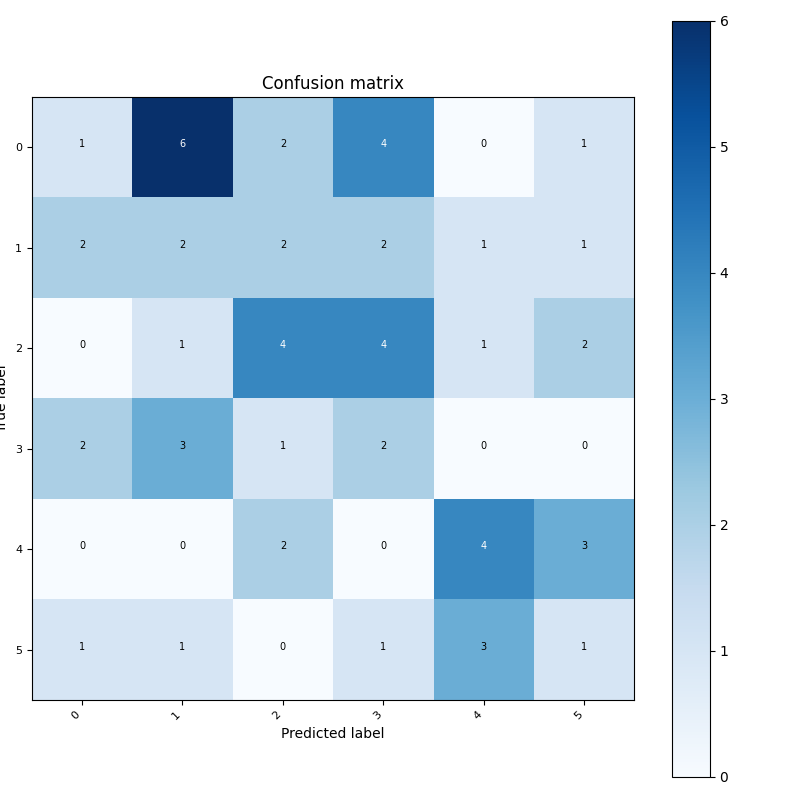 Confusion matrix
0 1 6 2 4 0 1
1 2 2 2 2 1 1
2 0 1 4 4 1 2
3 2 3 1 2 0 0
4 0 0 2 0 4 3
5 1 1 0 1 3 1
0 1 2 3 4 5
Predicted label
True label
6
5
4
3
2
1
0